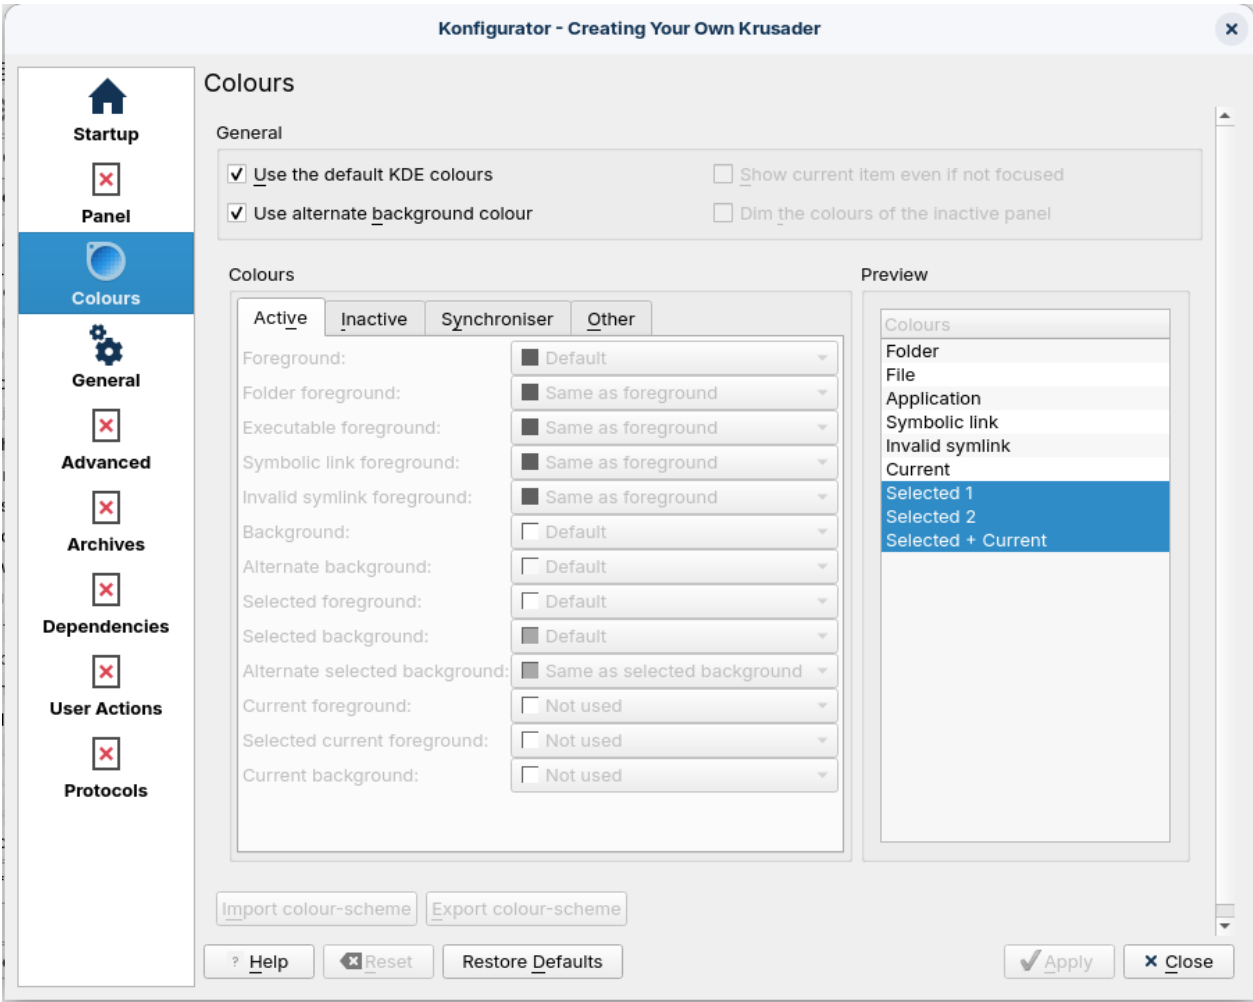 Konfigurator - Creating Your Own Krusader
Startup
Panel
Colours
General
Advanced
Archives
Dependencies
User Actions
Protocols
Colours
General
Use the default KDE colours
Show current item even if not focused
Use alternate background colour
Dim the colours of the inactive panel
Colours
Active Inactive Synchroniser Other
Foreground: Default
Folder foreground: Same as foreground
Executable foreground: Same as foreground
Symbolic link foreground: Same as foreground
Invalid symlink foreground: Same as foreground
Background: Default
Alternate background: Default
Selected foreground: Default
Selected background: Default
Alternate selected background: Same as selected background
Current foreground: Not used
Selected current foreground: Not used
Current background: Not used
Preview
Colours
Folder
File
Application
Symbolic link
Invalid symlink
Current
Selected 1
Selected 2
Selected + Current
Import colour-scheme Export colour-scheme
? Help Reset Restore Defaults Apply Close